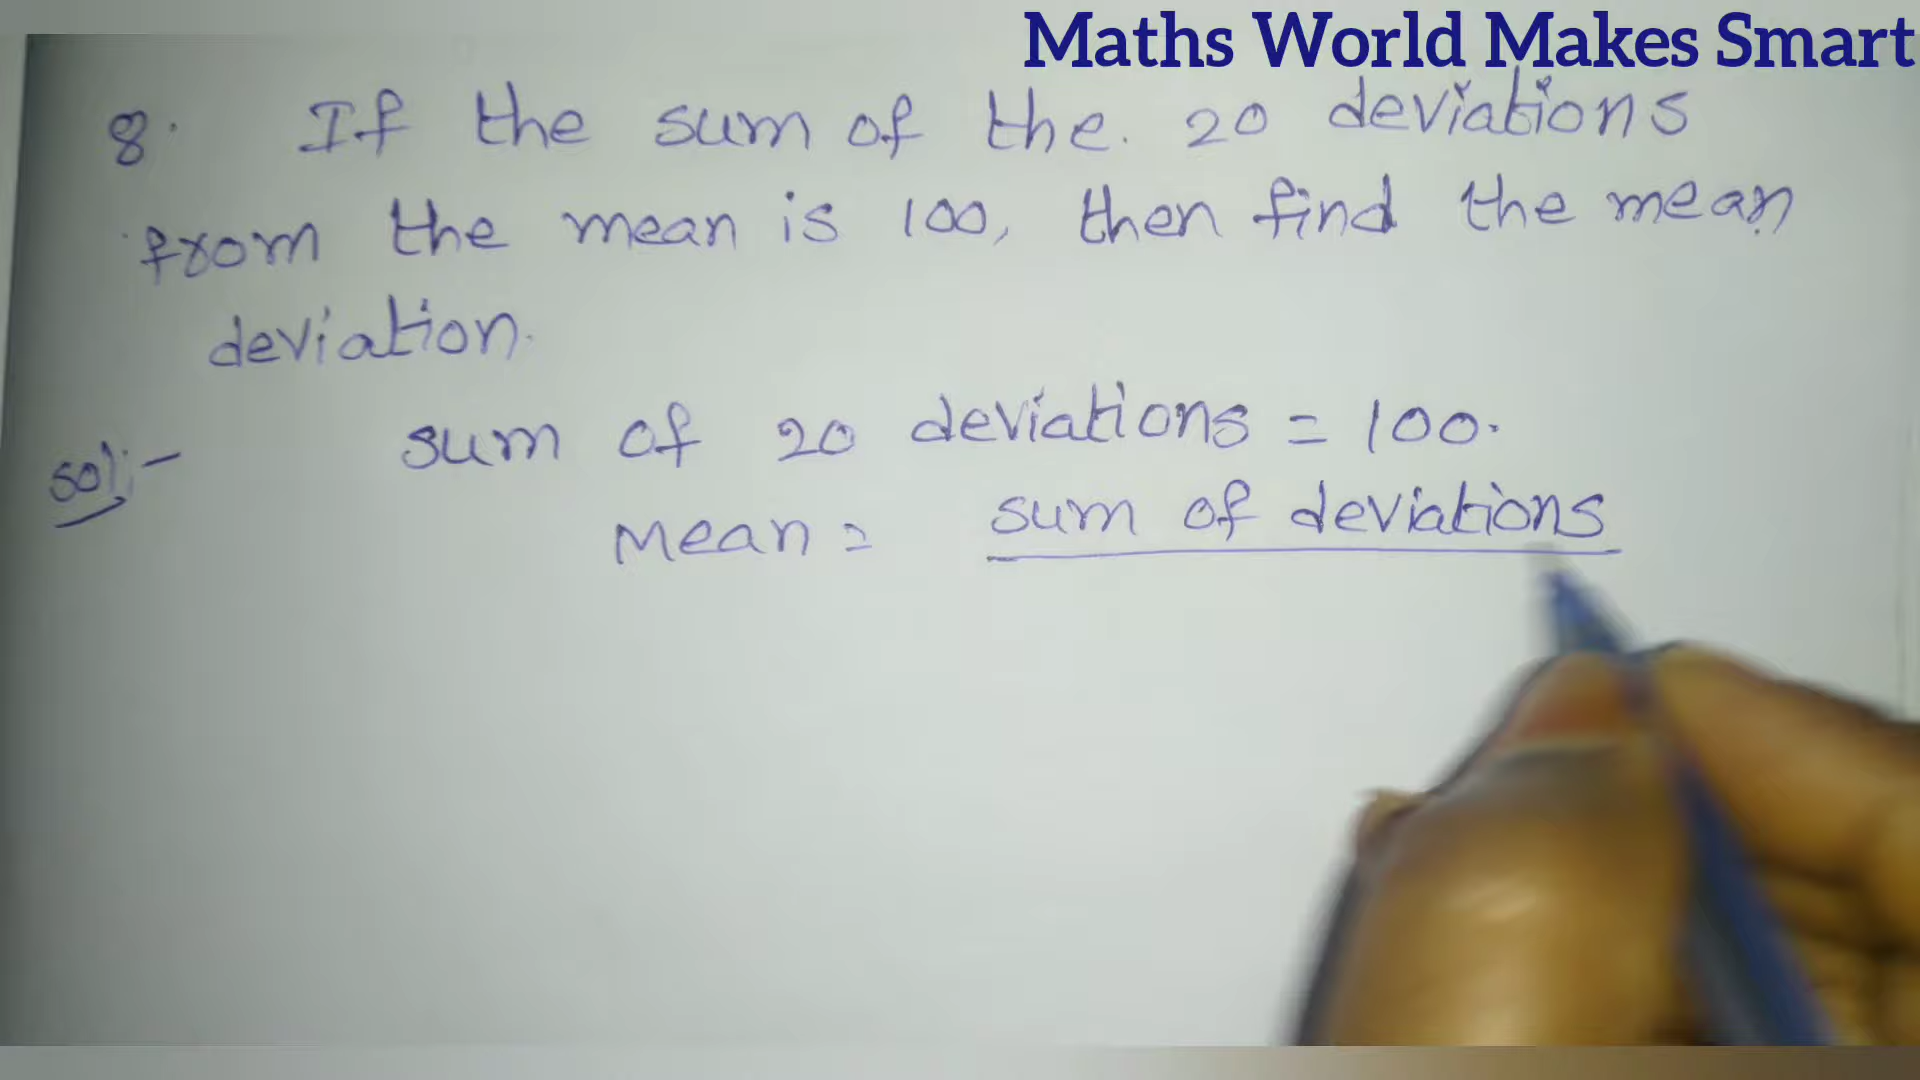 Maths World Makes Smart
8. If the sum of the 20 deviations
from the mean is 100, then find the mean
deviation.
sol:- sum of 20 deviations = 100.
Mean = sum of deviations